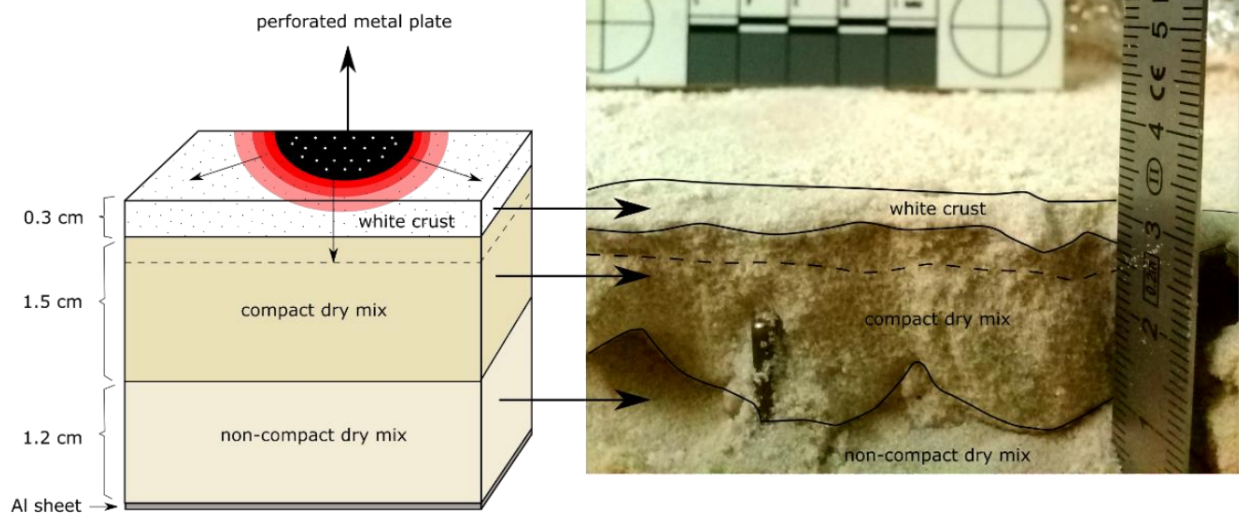 perforated metal plate
0.3 cm
white crust
1.5 cm
compact dry mix
1.2 cm
non-compact dry mix
Al sheet
white crust
compact dry mix
non-compact dry mix
5
CE
4
II
3
2
1